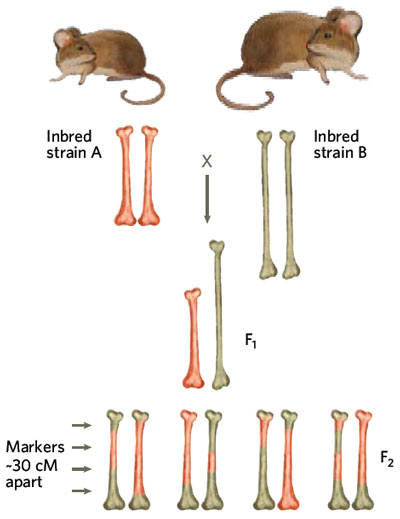 Inbred
strain A
Inbred
strain B
X
F1
Markers
~30 cM
apart
F2